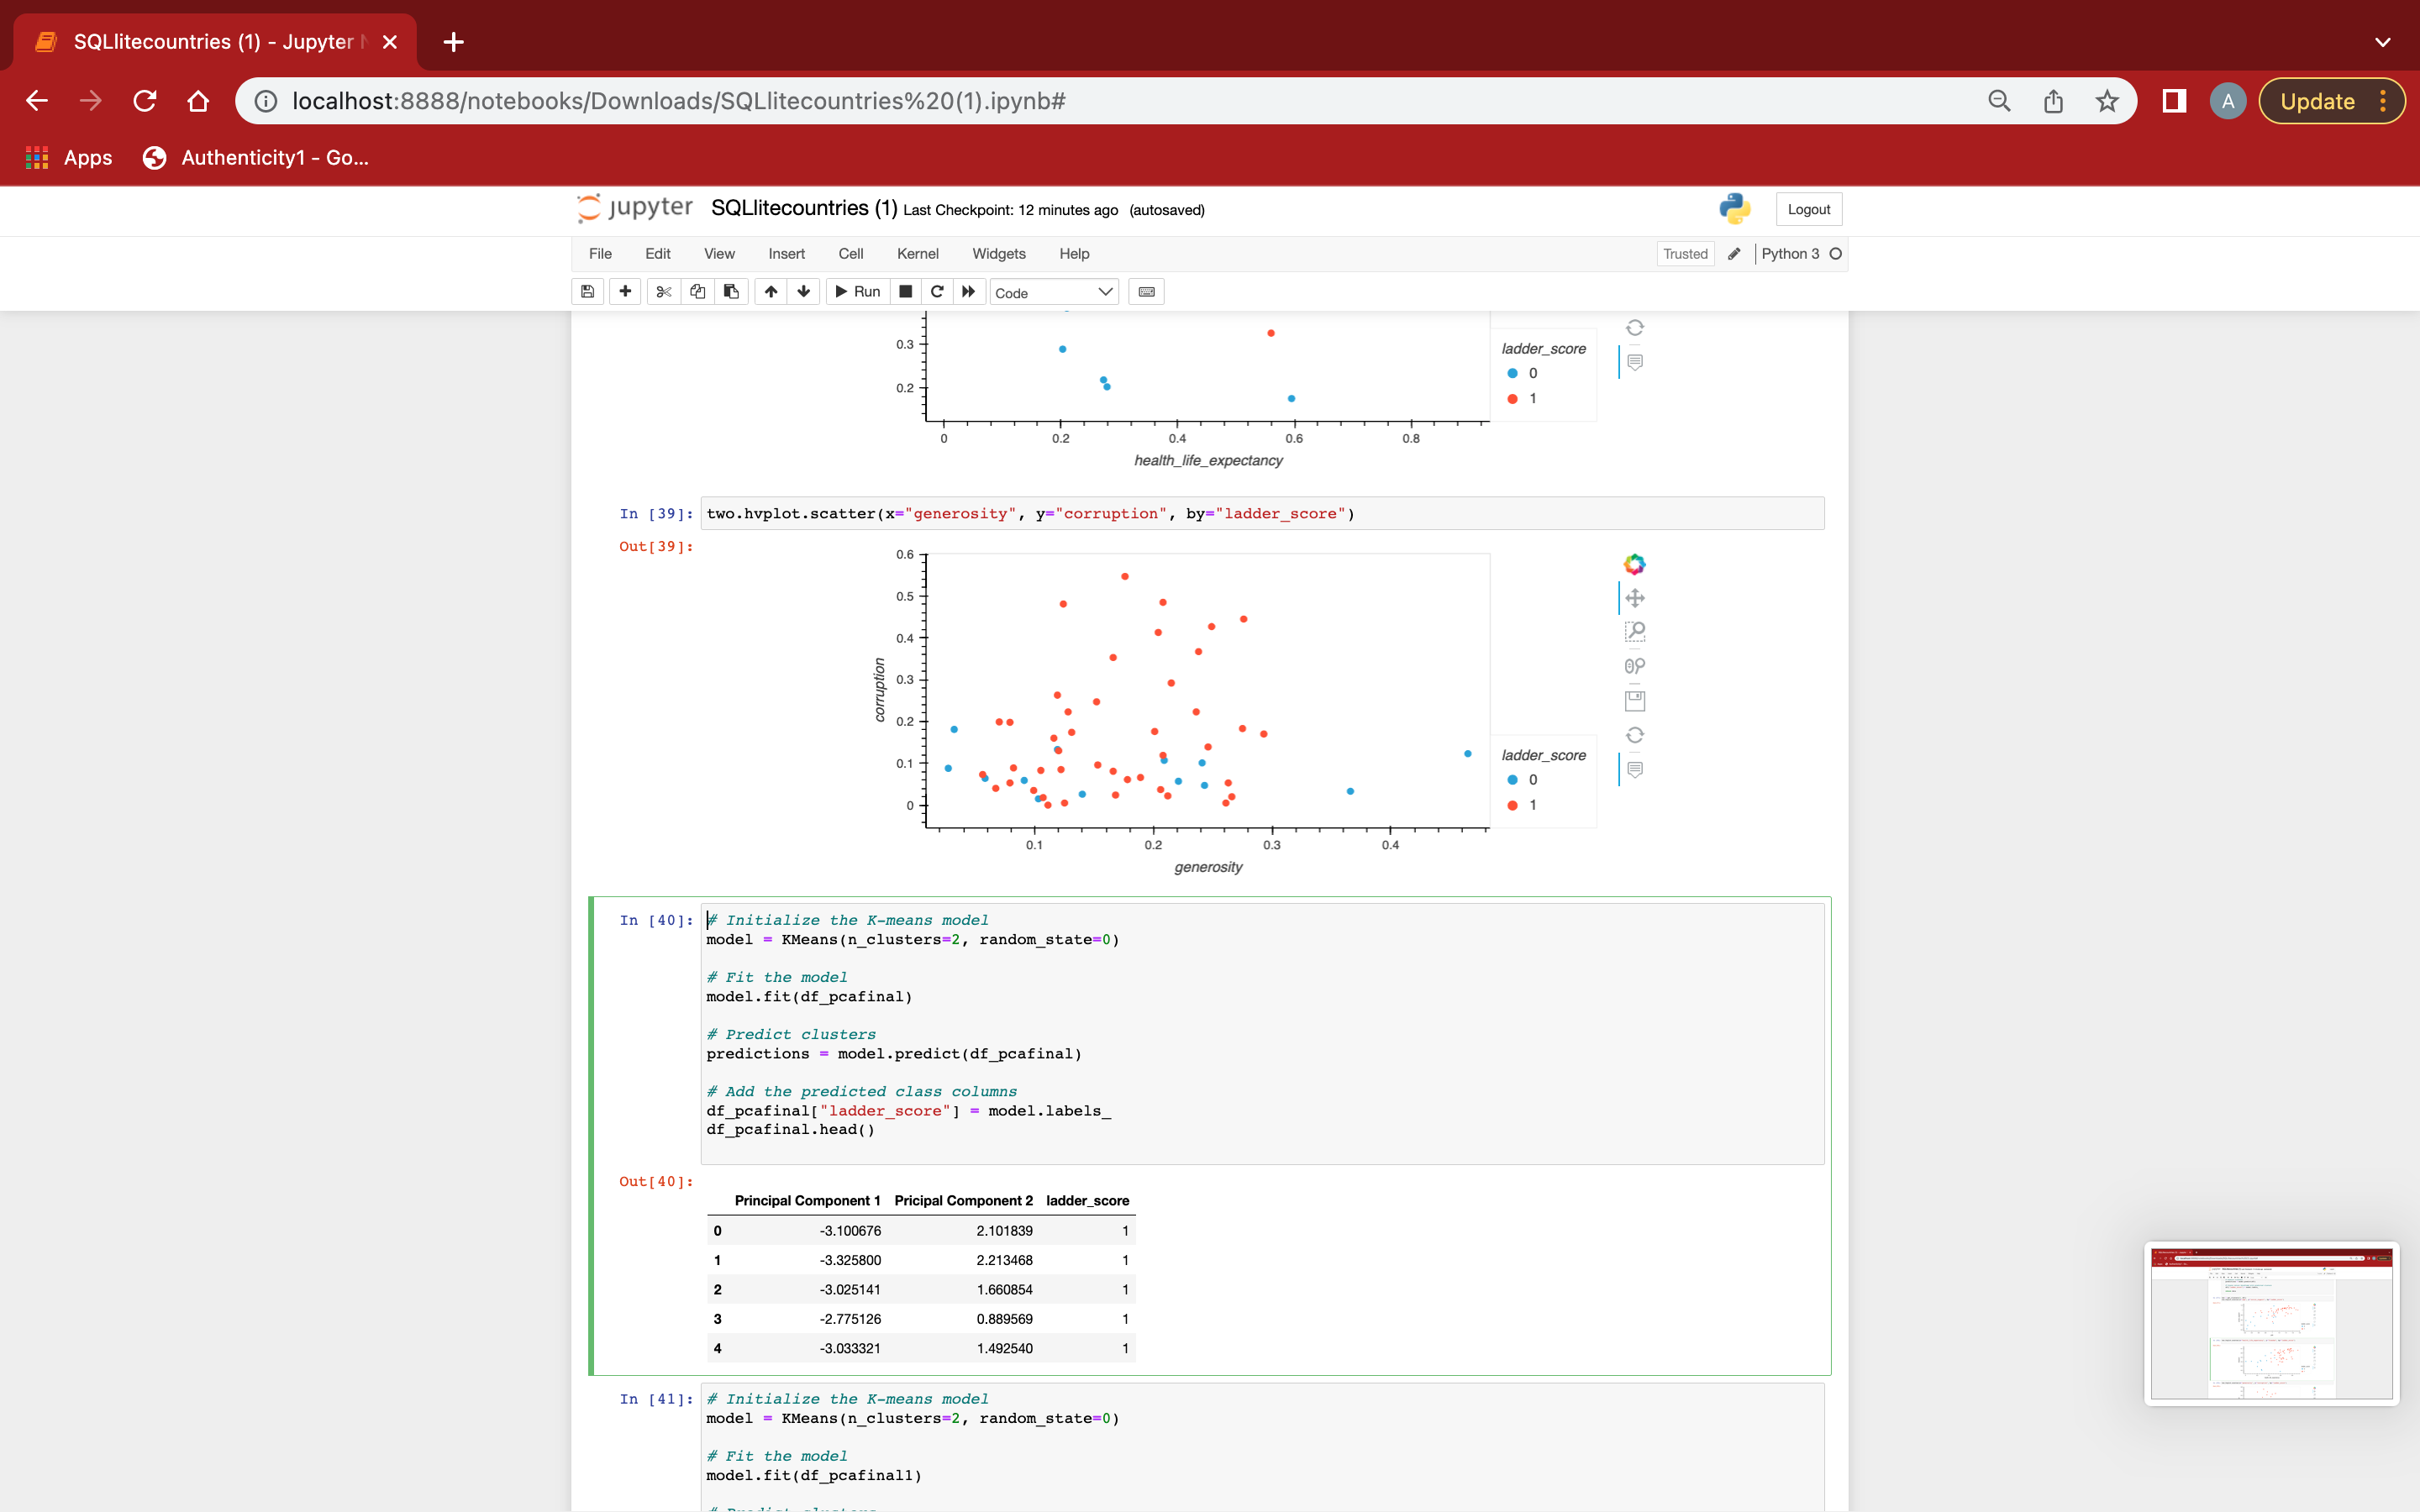 SQLlitecountries (1) - Jupyter N
localhost:8888/notebooks/Downloads/SQLlitecountries%20(1).ipynb#
A
Update
Apps
Authenticity1 - Go...
jupyter SQLlitecountries (1) Last Checkpoint: 12 minutes ago (autosaved)
Logout
File Edit View Insert Cell Kernel Widgets Help
Trusted
Python 3
Run
Code
0.3
0.2
0 0.2 0.4 0.6 0.8
health_life_expectancy
ladder_score
0
1
In [39]: two.hvplot.scatter(x="generosity", y="corruption", by="ladder_score")
Out[39]:
0.6
0.5
0.4
0.3
0.2
0.1
0
corruption
0.1 0.2 0.3 0.4
generosity
ladder_score
0
1
In [40]: # Initialize the K-means model
model = KMeans(n_clusters=2, random_state=0)
# Fit the model
model.fit(df_pcafinal)
# Predict clusters
predictions = model.predict(df_pcafinal)
# Add the predicted class columns
df_pcafinal["ladder_score"] = model.labels_
df_pcafinal.head()
Out[40]:
Principal Component 1 Pricipal Component 2 ladder_score
0 -3.100676 2.101839 1
1 -3.325800 2.213468 1
2 -3.025141 1.660854 1
3 -2.775126 0.889569 1
4 -3.033321 1.492540 1
In [41]: # Initialize the K-means model
model = KMeans(n_clusters=2, random_state=0)
# Fit the model
model.fit(df_pcafinal1)